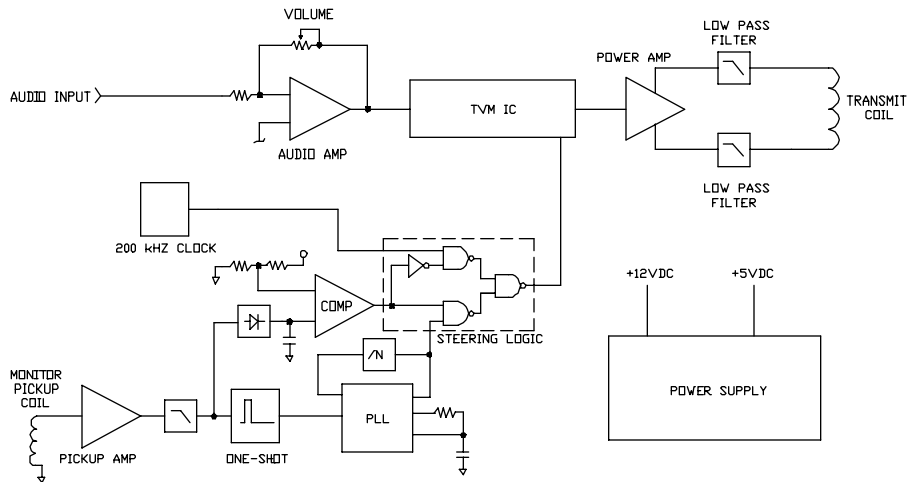 VOLUME
LOW PASS
FILTER
POWER AMP
AUDIO INPUT
TVM IC
TRANSMIT
COIL
AUDIO AMP
LOW PASS
FILTER
200 kHZ CLOCK
COMP
+12VDC
+5VDC
STEERING LOGIC
/N
MONITOR
PICKUP
COIL
POWER SUPPLY
PLL
PICKUP AMP
ONE-SHOT